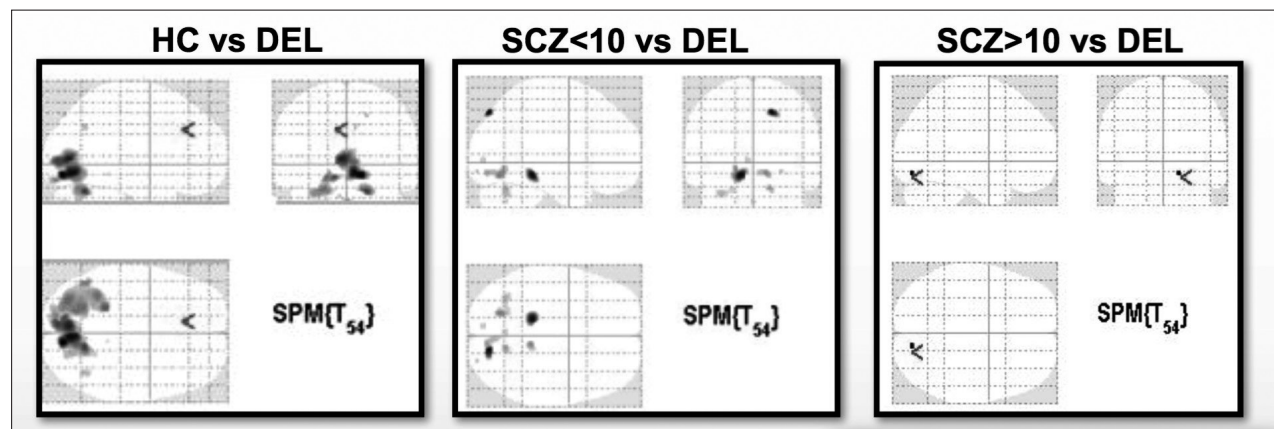 HC vs DEL
SCZ<10 vs DEL
SCZ>10 vs DEL
SPM{T54}
SPM{T54}
SPM{T54}